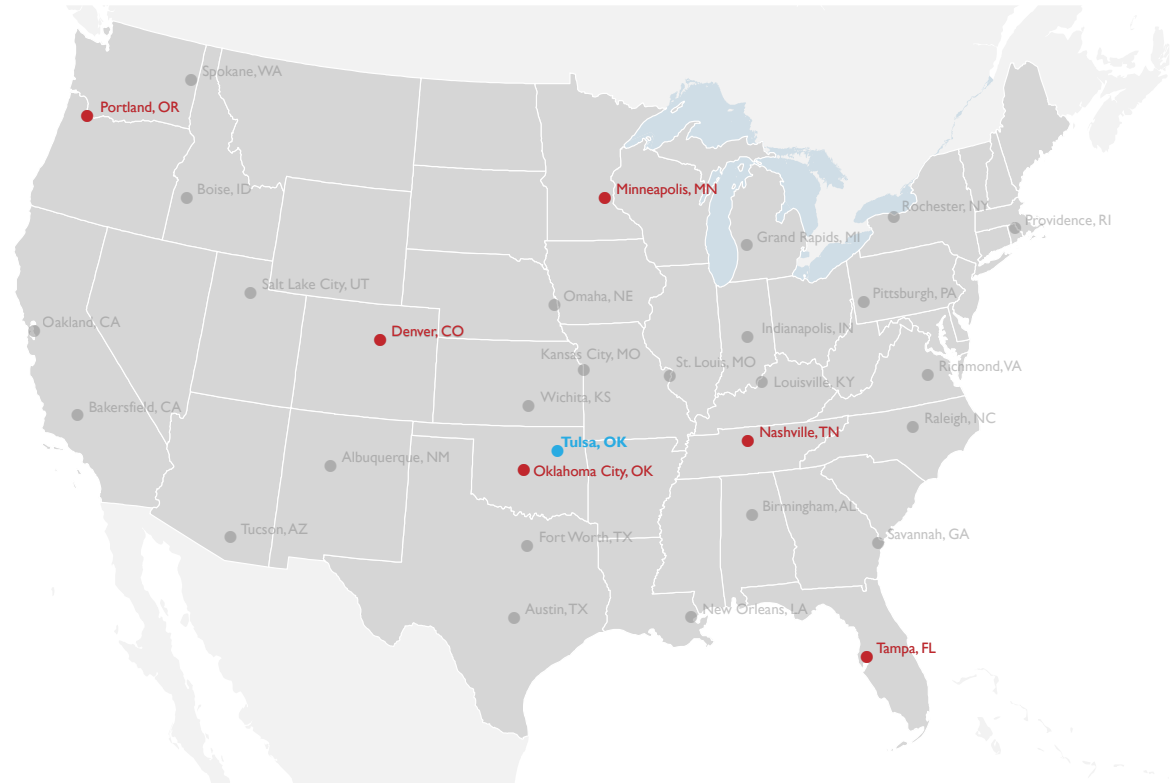 Spokane, WA
Portland, OR
Minneapolis, MN
Boise, ID
Rochester, NY
Providence, RI
Grand Rapids, MI
Salt Lake City, UT
Omaha, NE
Pittsburgh, PA
Oakland, CA
Denver, CO
Indianapolis, IN
Kansas City, MO
St. Louis, MO
Richmond, VA
Louisville, KY
Wichita, KS
Bakersfield, CA
Raleigh, NC
Nashville, TN
Tulsa, OK
Albuquerque, NM
Oklahoma City, OK
Birmingham, AL
Tucson, AZ
Fort Worth, TX
Savannah, GA
Austin, TX
New Orleans, LA
Tampa, FL